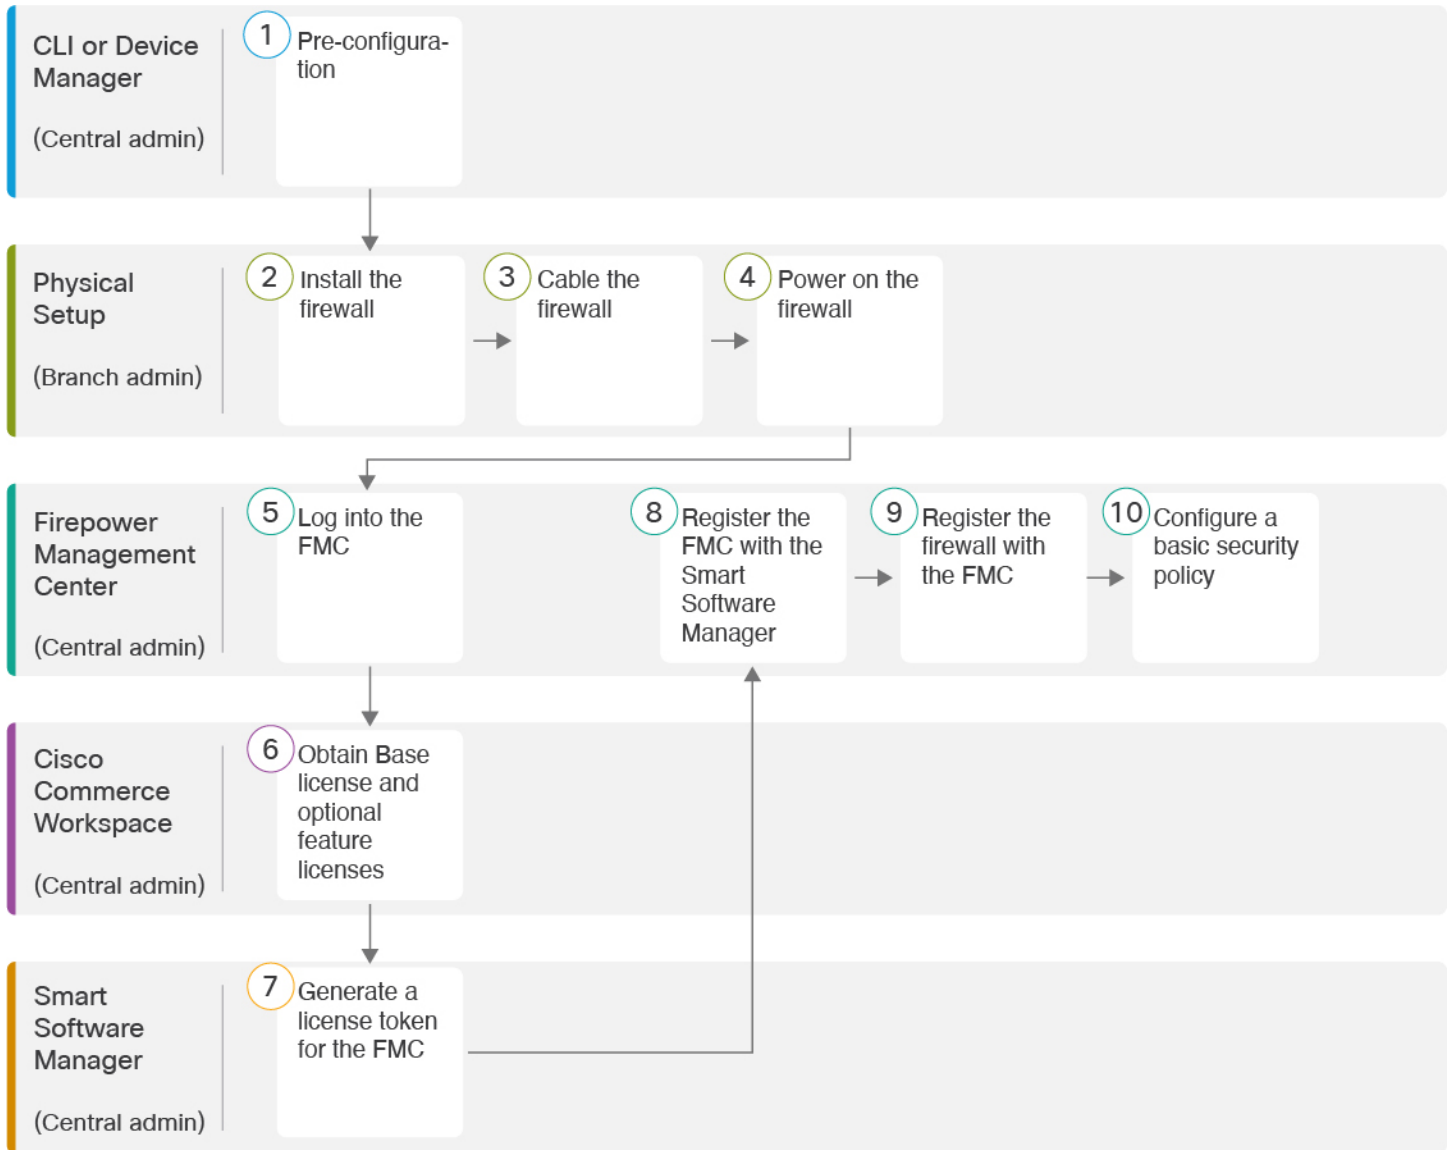 CLI or Device
Manager
(Central admin)
1
Pre-configura-
tion
Physical
Setup
(Branch admin)
2
Install the
firewall
3
Cable the
firewall
4
Power on the
firewall
Firepower
Management
Center
(Central admin)
5
Log into the
FMC
8
Register the
FMC with the
Smart
Software
Manager
9
Register the
firewall with
the FMC
10
Configure a
basic security
policy
Cisco
Commerce
Workspace
(Central admin)
6
Obtain Base
license and
optional
feature
licenses
Smart
Software
Manager
(Central admin)
7
Generate a
license token
for the FMC